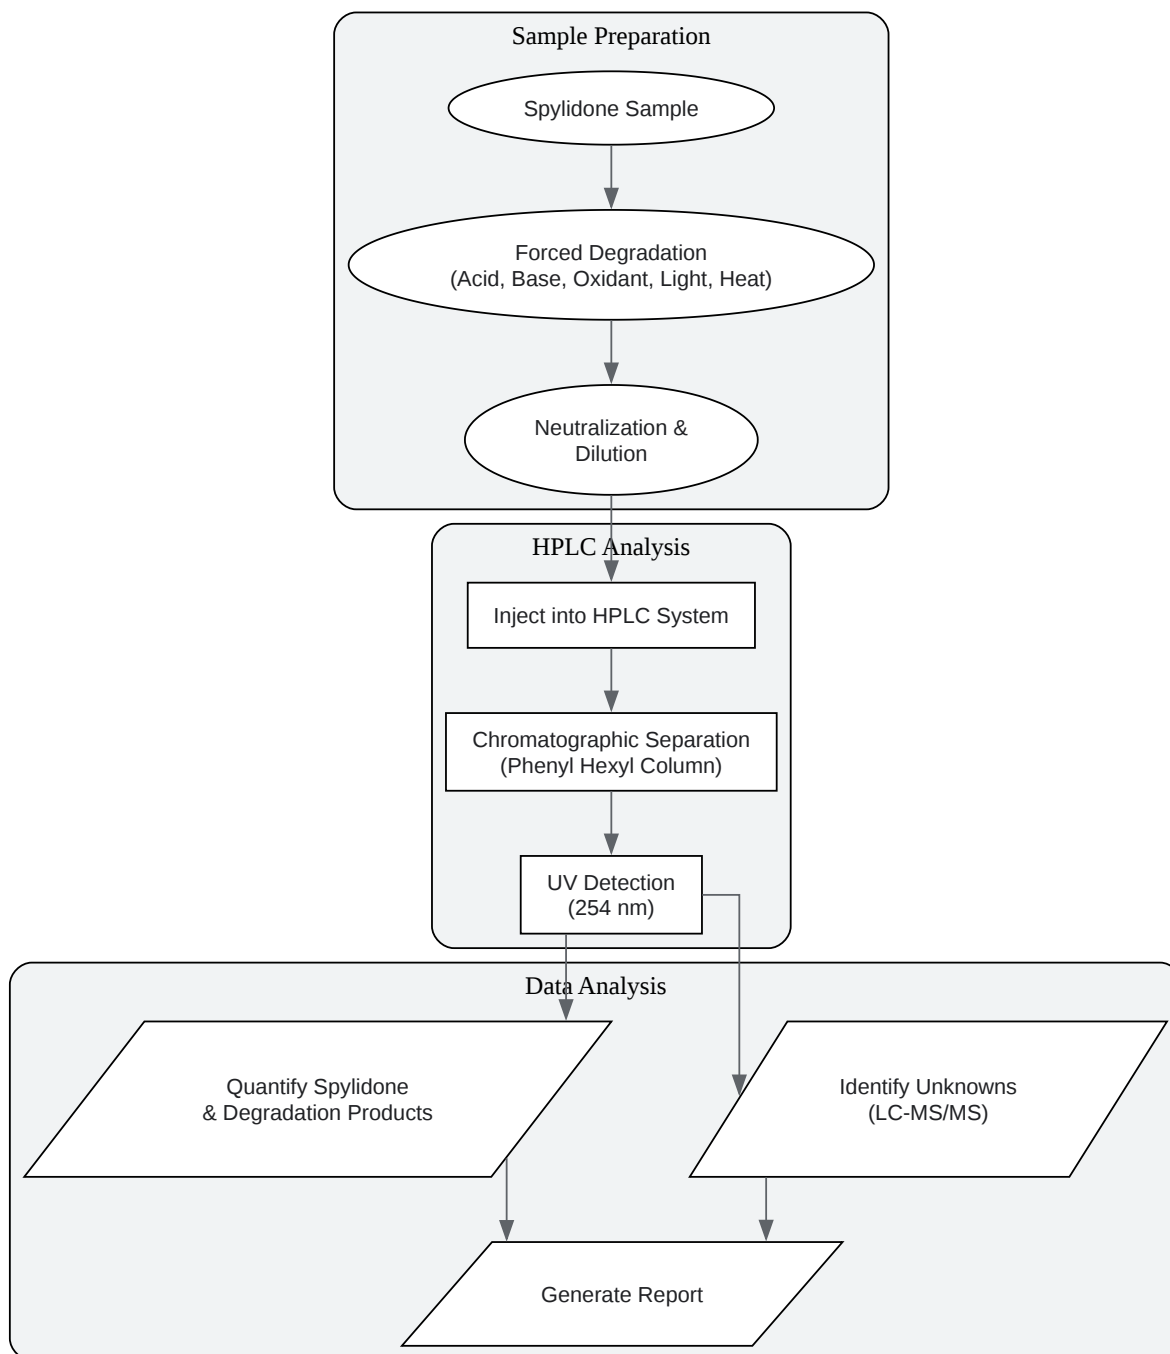 Sample Preparation
Spylidone Sample
Forced Degradation
(Acid, Base, Oxidant, Light, Heat)
Neutralization &
Dilution
HPLC Analysis
Inject into HPLC System
Chromatographic Separation
(Phenyl Hexyl Column)
UV Detection
(254 nm)
Data Analysis
Quantify Spylidone
& Degradation Products
Identify Unknowns
(LC-MS/MS)
Generate Report